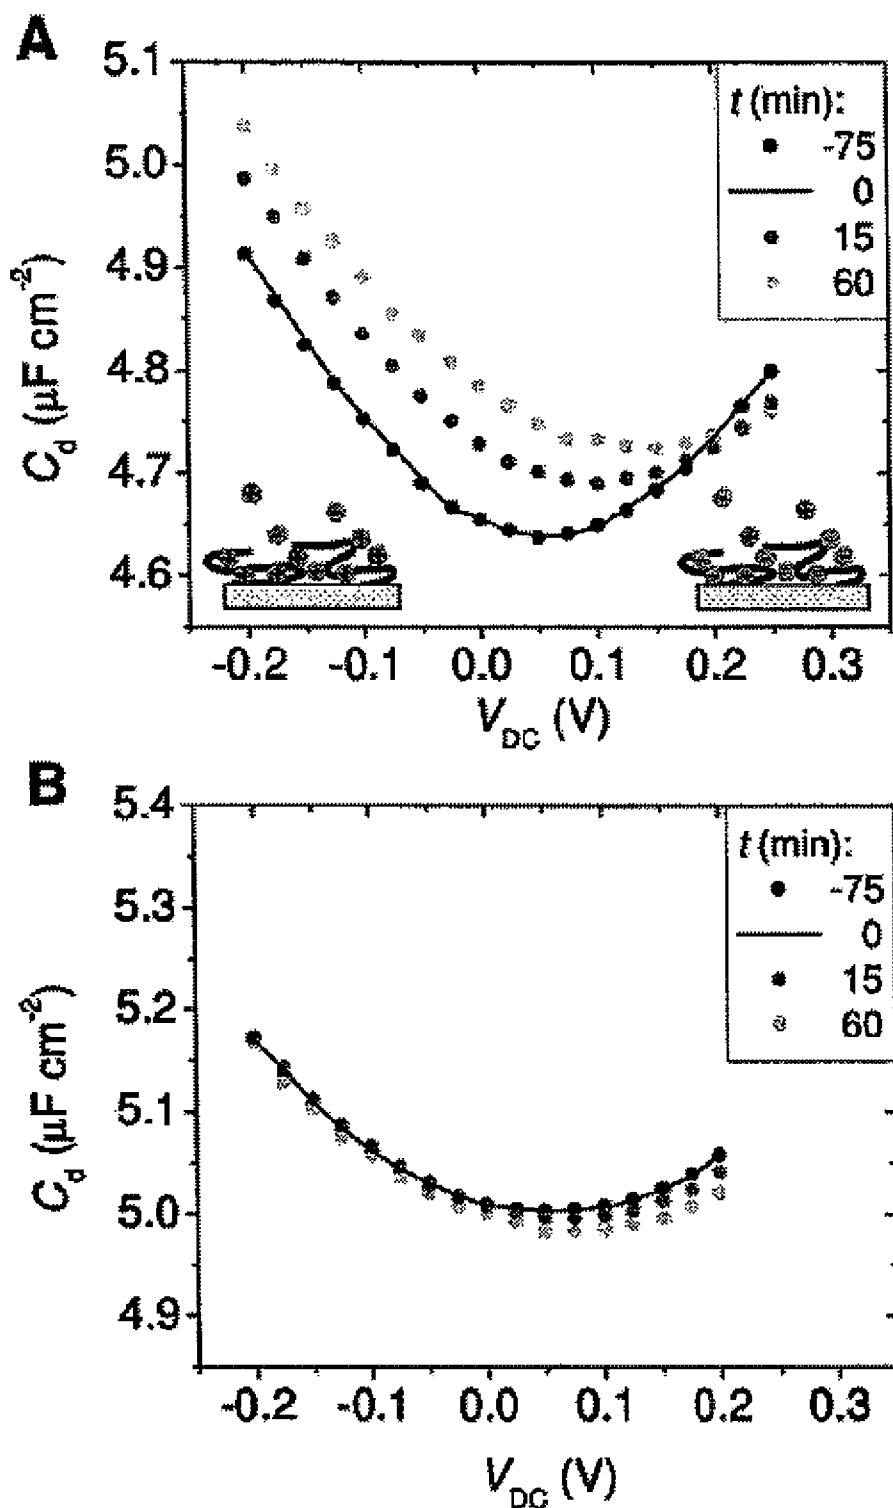 A
5.1
5.0
4.9
4.8
4.7
4.6
C_d (µF cm⁻²)
t (min):
-75
0
15
60
-0.2 -0.1 0.0 0.1 0.2 0.3
V_DC (V)
B
5.4
5.3
5.2
5.1
5.0
4.9
C_d (µF cm⁻²)
t (min):
-75
0
15
60
-0.2 -0.1 0.0 0.1 0.2 0.3
V_DC (V)